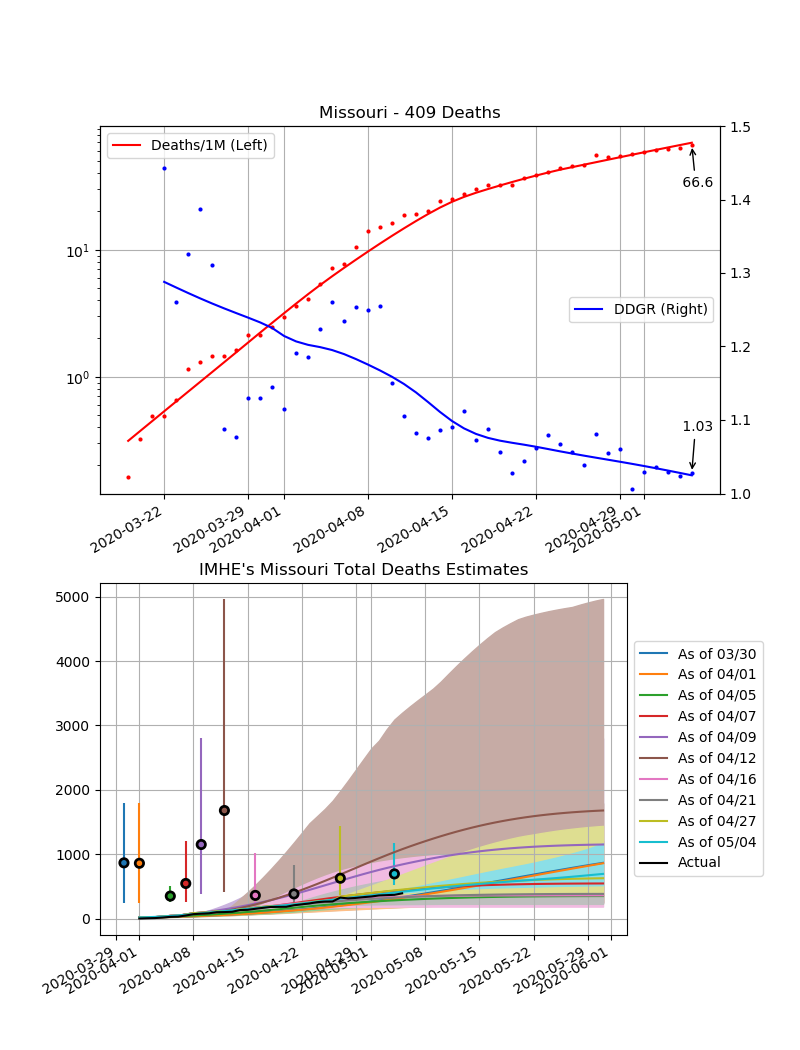 Missouri - 409 Deaths
Deaths/1M (Left)
DDGR (Right)
66.6
1.03
10^1
10^0
1.5
1.4
1.3
1.2
1.1
1.0
2020-03-22
2020-03-29
2020-04-01
2020-04-08
2020-04-15
2020-04-22
2020-04-29
2020-05-01
IMHE's Missouri Total Deaths Estimates
5000
4000
3000
2000
1000
0
As of 03/30
As of 04/01
As of 04/05
As of 04/07
As of 04/09
As of 04/12
As of 04/16
As of 04/21
As of 04/27
As of 05/04
Actual
2020-03-29
2020-04-01
2020-04-08
2020-04-15
2020-04-22
2020-04-29
2020-05-01
2020-05-08
2020-05-15
2020-05-22
2020-05-29
2020-06-01